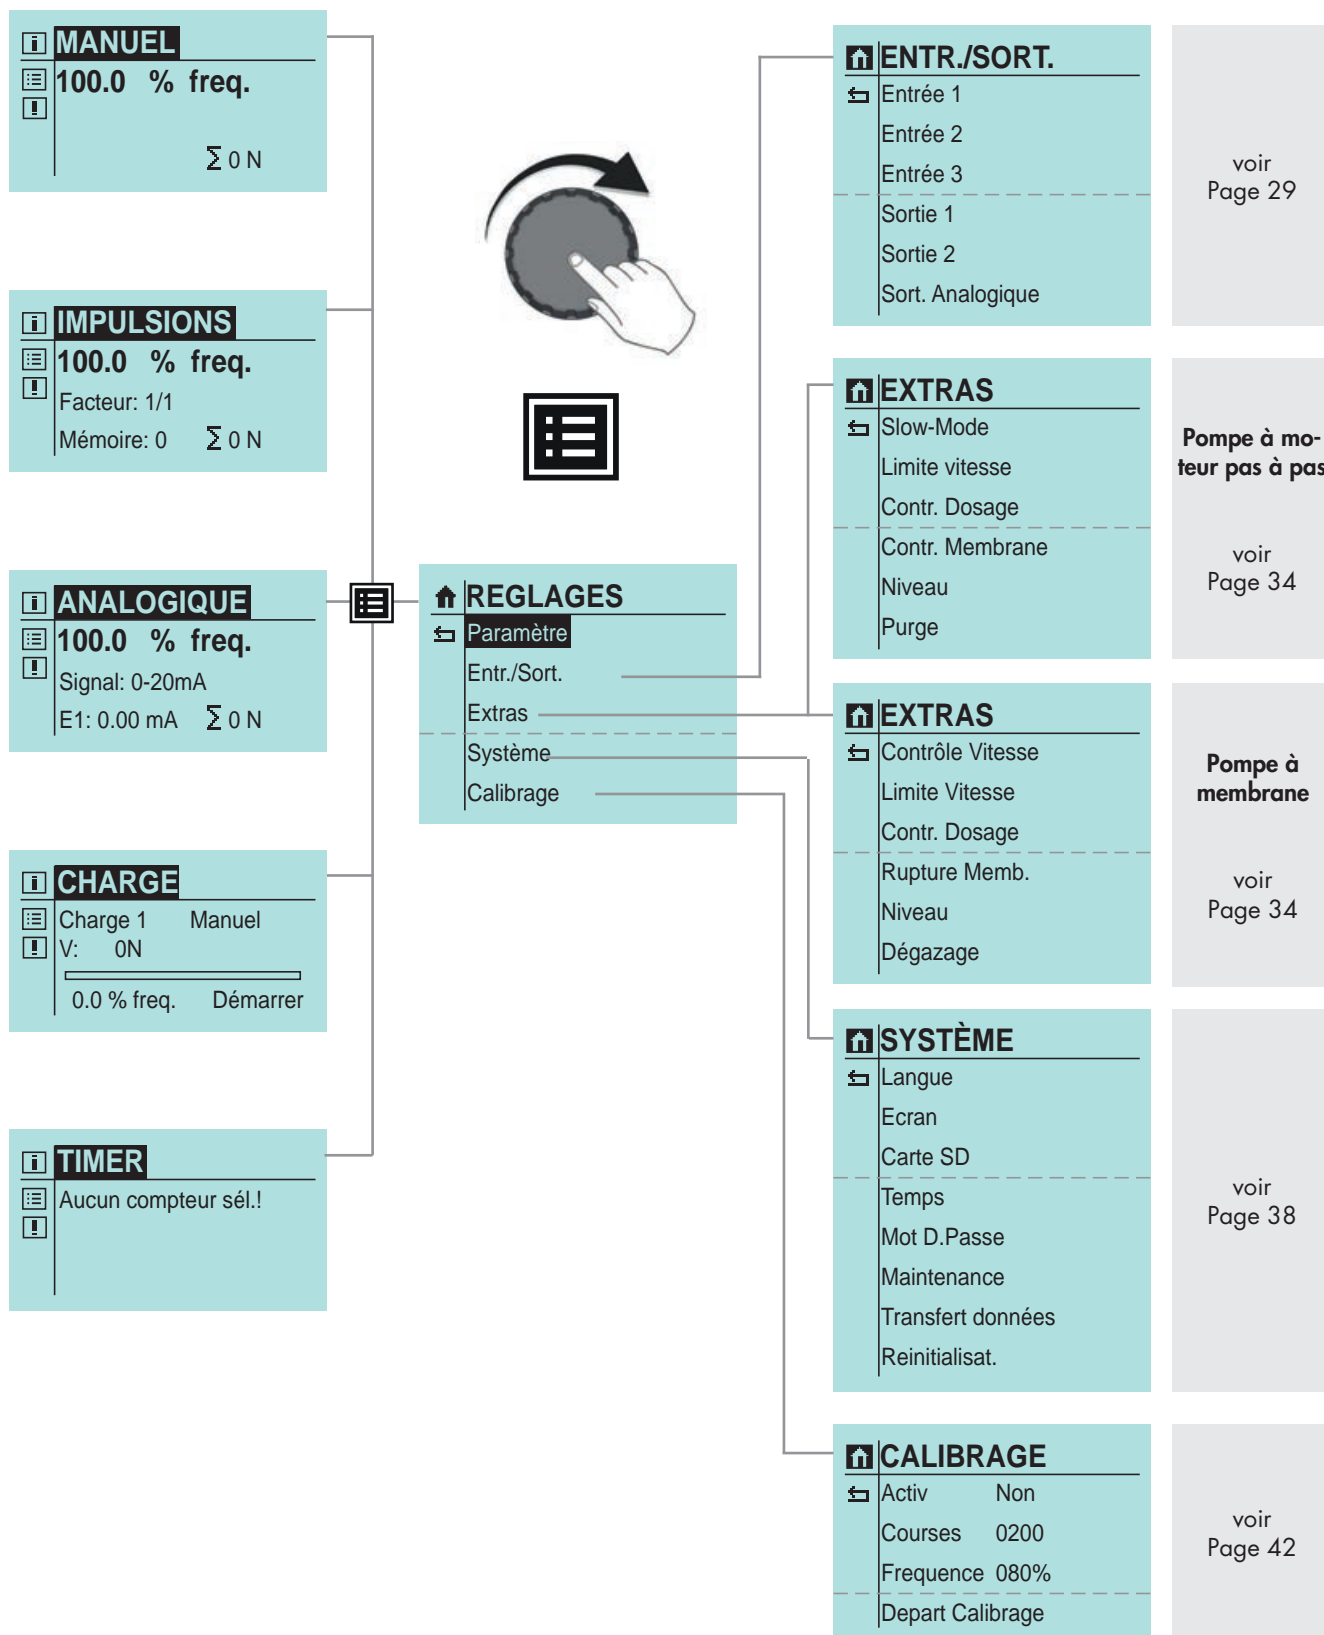 MANUEL
100.0 % freq.
Σ 0 N
IMPULSIONS
100.0 % freq.
Facteur: 1/1
Mémoire: 0 Σ 0 N
ANALOGIQUE
100.0 % freq.
Signal: 0-20mA
E1: 0.00 mA Σ 0 N
CHARGE
Charge 1 Manuel
V: 0N
0.0 % freq. Démarrer
TIMER
Aucun compteur sél.!
REGLAGES
Paramètre
Entr./Sort.
Extras
Système
Calibrage
ENTR./SORT.
Entrée 1
Entrée 2
Entrée 3
Sortie 1
Sortie 2
Sort. Analogique
voir
Page 29
EXTRAS
Slow-Mode
Limite vitesse
Contr. Dosage
Contr. Membrane
Niveau
Purge
Pompe à mo-
teur pas à pas
voir
Page 34
EXTRAS
Contrôle Vitesse
Limite Vitesse
Contr. Dosage
Rupture Memb.
Niveau
Dégazage
Pompe à
membrane
voir
Page 34
SYSTÈME
Langue
Ecran
Carte SD
Temps
Mot D.Passe
Maintenance
Transfert données
Reinitialisat.
voir
Page 38
CALIBRAGE
Activ Non
Courses 0200
Frequence 080%
Depart Calibrage
voir
Page 42